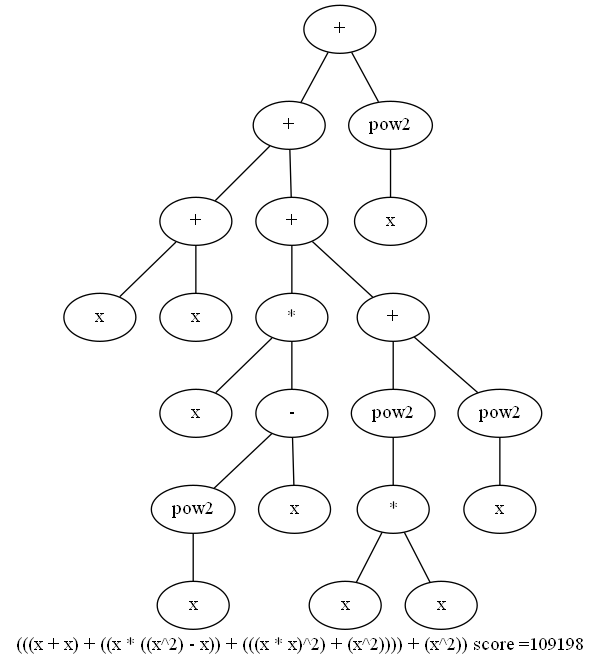 +
+ pow2
+ + x
x x * +
x - pow2 pow2
pow2 x * x
x x x
(((x + x) + ((x * ((x^2) - x)) + (((x * x)^2) + (x^2)))) + (x^2)) score =109198